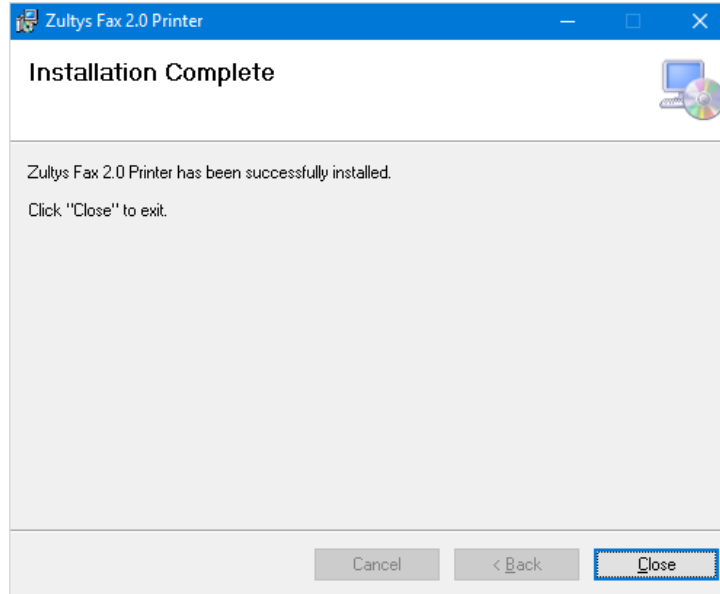 Zultys Fax 2.0 Printer
Installation Complete
Zultys Fax 2.0 Printer has been successfully installed.
Click "Close" to exit.
Cancel
< Back
Close